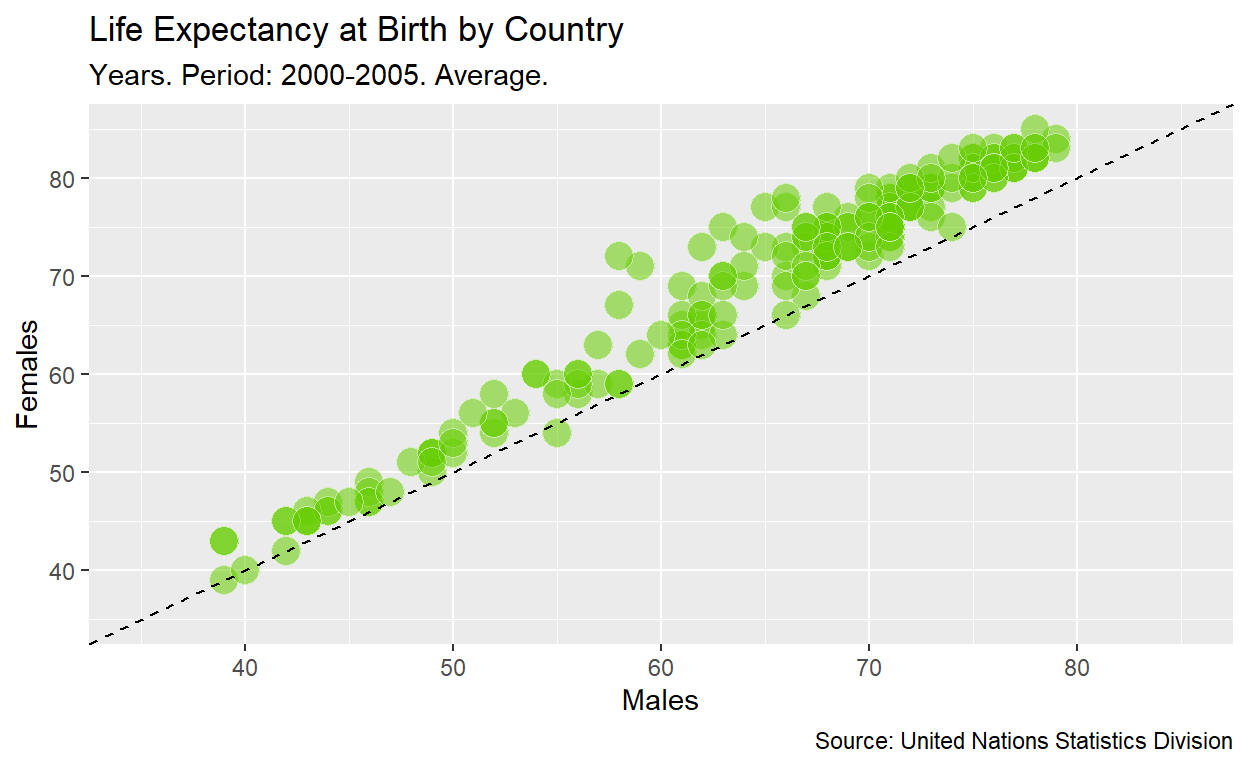 Life Expectancy at Birth by Country
Years. Period: 2000-2005. Average.
Females
80
70
60
50
40
40 50 60 70 80
Males
Source: United Nations Statistics Division